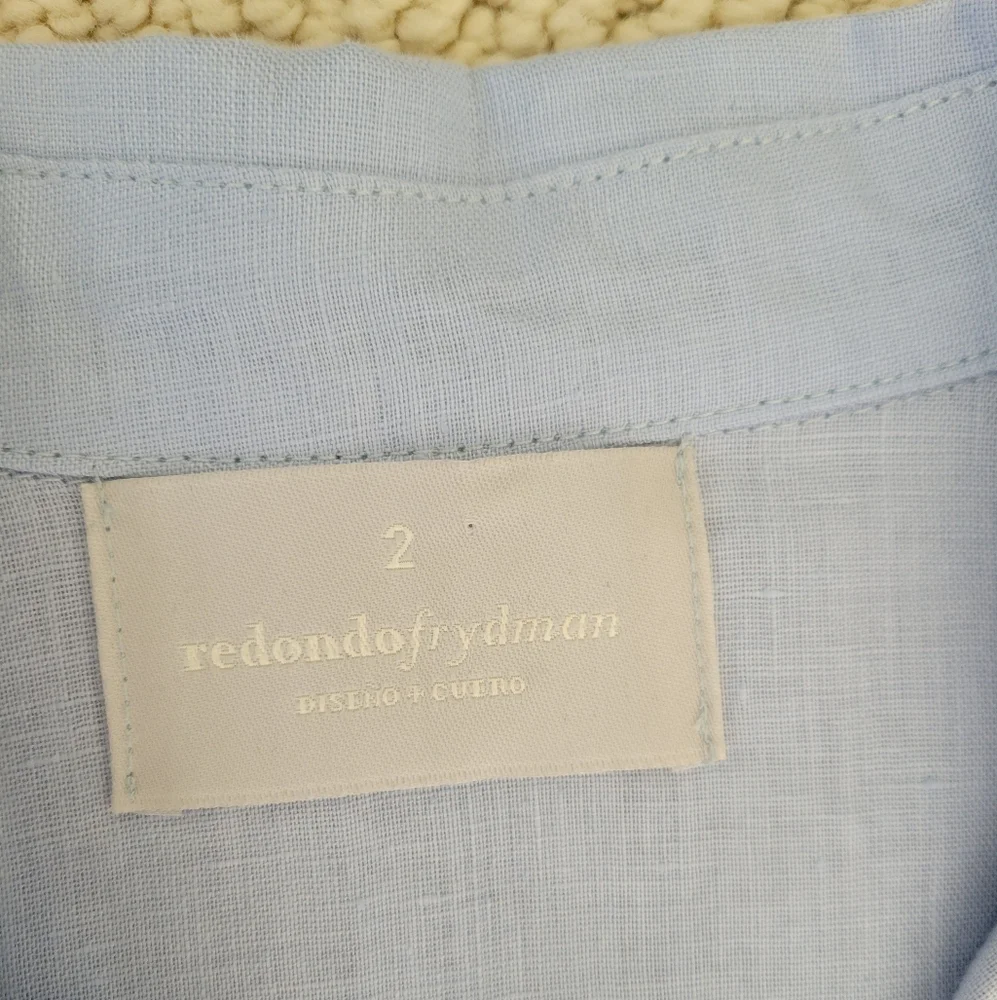 2
redondofrydman
DISEÑO + CUERO